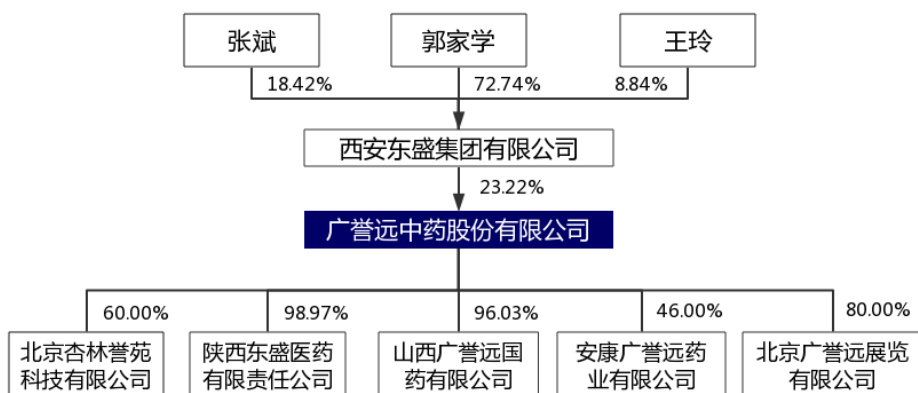 张斌
郭家学
王玲
18.42%
72.74%
8.84%
西安东盛集团有限公司
23.22%
广誉远中药股份有限公司
60.00%
98.97%
96.03%
46.00%
80.00%
北京杏林誉苑
科技有限公司
陕西东盛医药
有限责任公司
山西广誉远国
药有限公司
安康广誉远药
业有限公司
北京广誉远展览
有限公司